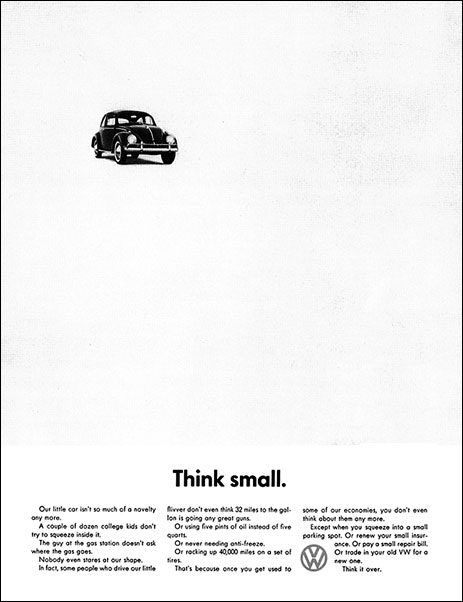 Think small.
Our little car isn't so much of a novelty
any more.
A couple of dozen college kids don't
try to squeeze inside it.
The guy at the gas station doesn't ask
where the gas goes.
Nobody even stares at our shape.
In fact, some people who drive our little
flivver don't even think 32 miles to the gal-
lon is going any great guns.
Or using five pints of oil instead of five
quarts.
Or never needing anti-freeze.
Or racking up 40,000 miles on a set of
tires.
That's because once you get used to
some of our economies, you don't even
think about them any more.
Except when you squeeze into a small
parking spot. Or renew your small insur-
ance. Or pay a small repair bill.
Or trade in your old VW for a
new one.
Think it over.
VW